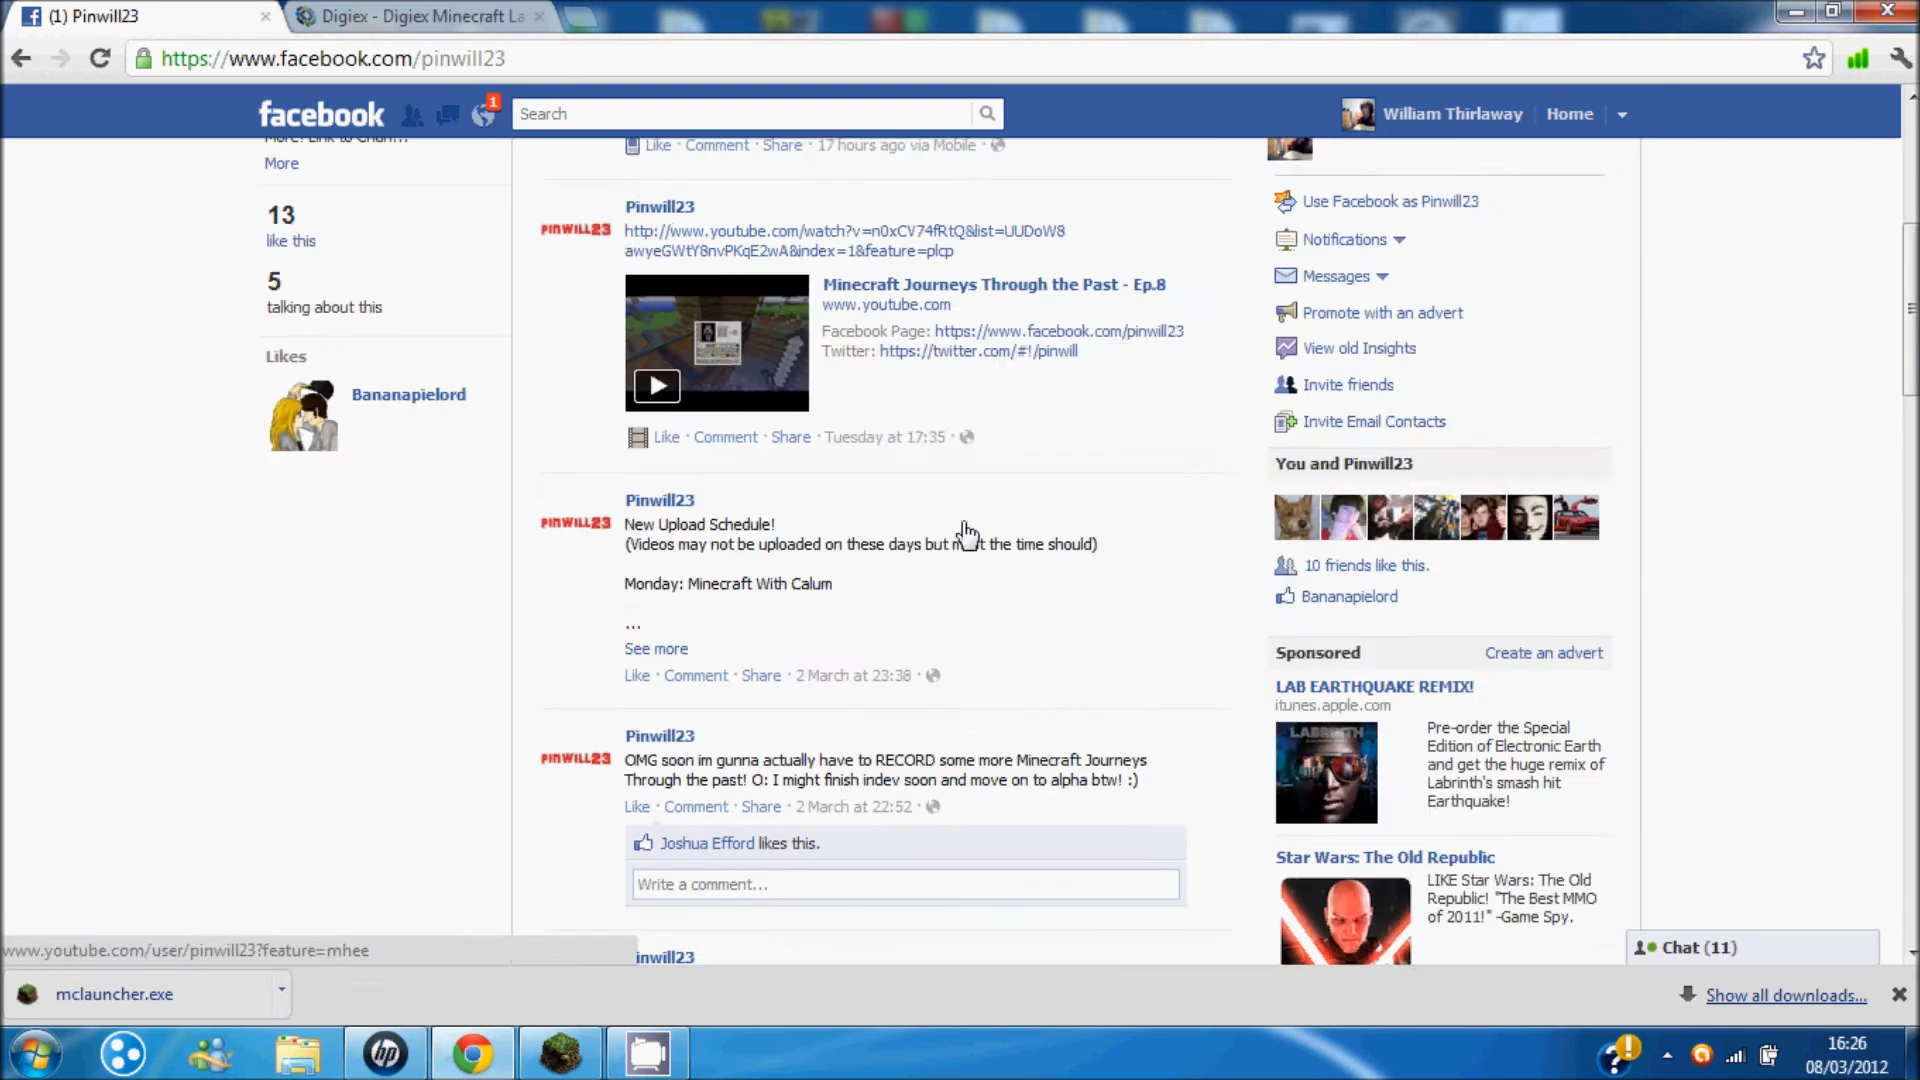 (1) Pinwill23
Digiex - Digiex Minecraft La
https://www.facebook.com/pinwill23
facebook
1
Search
William Thirlaway
Home
More
Like · Comment · Share · 17 hours ago via Mobile ·
13
like this
5
talking about this
Likes
Bananapielord
Pinwill23
PINWILL23
http://www.youtube.com/watch?v=n0xCV74fRtQ&list=UUDoW8
awyeGWtY8nvPKqE2wA&index=1&feature=plcp
Minecraft Journeys Through the Past - Ep.8
www.youtube.com
Facebook Page: https://www.facebook.com/pinwill23
Twitter: https://twitter.com/#!/pinwill
Like · Comment · Share · Tuesday at 17:35 ·
Pinwill23
PINWILL23
New Upload Schedule!
(Videos may not be uploaded on these days but the time should)
Monday: Minecraft With Calum
...
See more
Like · Comment · Share · 2 March at 23:38 ·
Pinwill23
PINWILL23
OMG soon im gunna actually have to RECORD some more Minecraft Journeys
Through the past! O: I might finish indev soon and move on to alpha btw! :)
Like · Comment · Share · 2 March at 22:52 ·
Joshua Efford likes this.
Write a comment...
inwill23
Use Facebook as Pinwill23
Notifications
Messages
Promote with an advert
View old Insights
Invite friends
Invite Email Contacts
You and Pinwill23
10 friends like this.
Bananapielord
Sponsored
Create an advert
LAB EARTHQUAKE REMIX!
itunes.apple.com
LABRINTH
Pre-order the Special
Edition of Electronic Earth
and get the huge remix of
Labrinth's smash hit
Earthquake!
Star Wars: The Old Republic
LIKE Star Wars: The Old
Republic! "The Best MMO
of 2011!" -Game Spy.
Chat (11)
www.youtube.com/user/pinwill23?feature=mhee
mclauncher.exe
Show all downloads...
hp
16:26
08/03/2012